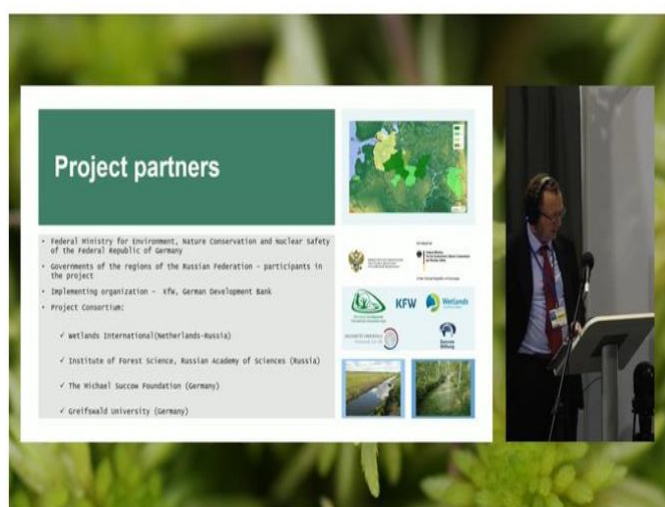 Project partners
• Federal Ministry for Environment, Nature Conservation and Nuclear Safety
of the Federal Republic of Germany
• Governments of the regions of the Russian Federation – participants in
the project
• Implementing organization – KfW, German Development Bank
• Project Consortium:
✓ Wetlands International(Netherlands-Russia)
✓ Institute of Forest Science, Russian Academy of Sciences (Russia)
✓ The Michael Succow Foundation (Germany)
✓ Greifswald University (Germany)
KFW
Wetlands
Succow
Stiftung